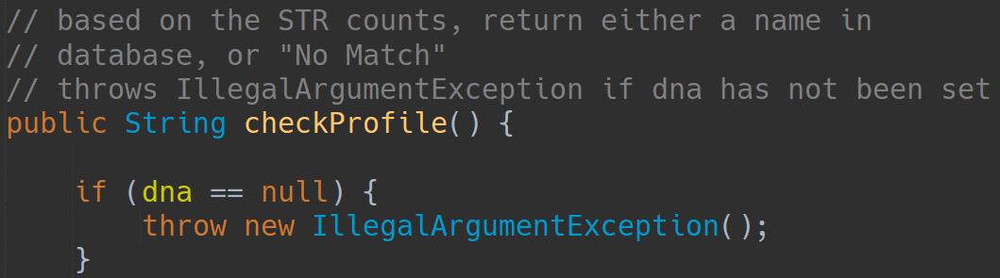 // based on the STR counts, return either a name in
// database, or "No Match"
// throws IllegalArgumentException if dna has not been set
public String checkProfile() {
if (dna == null) {
throw new IllegalArgumentException();
}